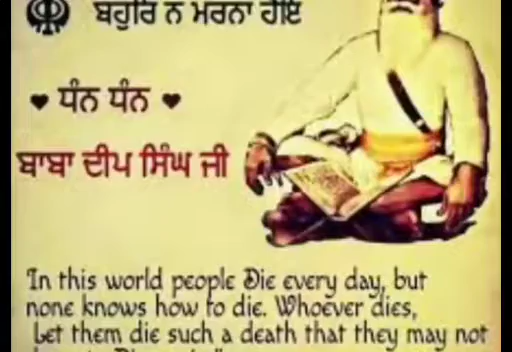 ਬਹੁਰਿ ਨ ਮਰਨਾ ਹੋਇ
ਧੰਨ ਧੰਨ
ਬਾਬਾ ਦੀਪ ਸਿੰਘ ਜੀ
In this world people Die every day, but
none knows how to die. Whoever dies,
Let them die such a death that they may not